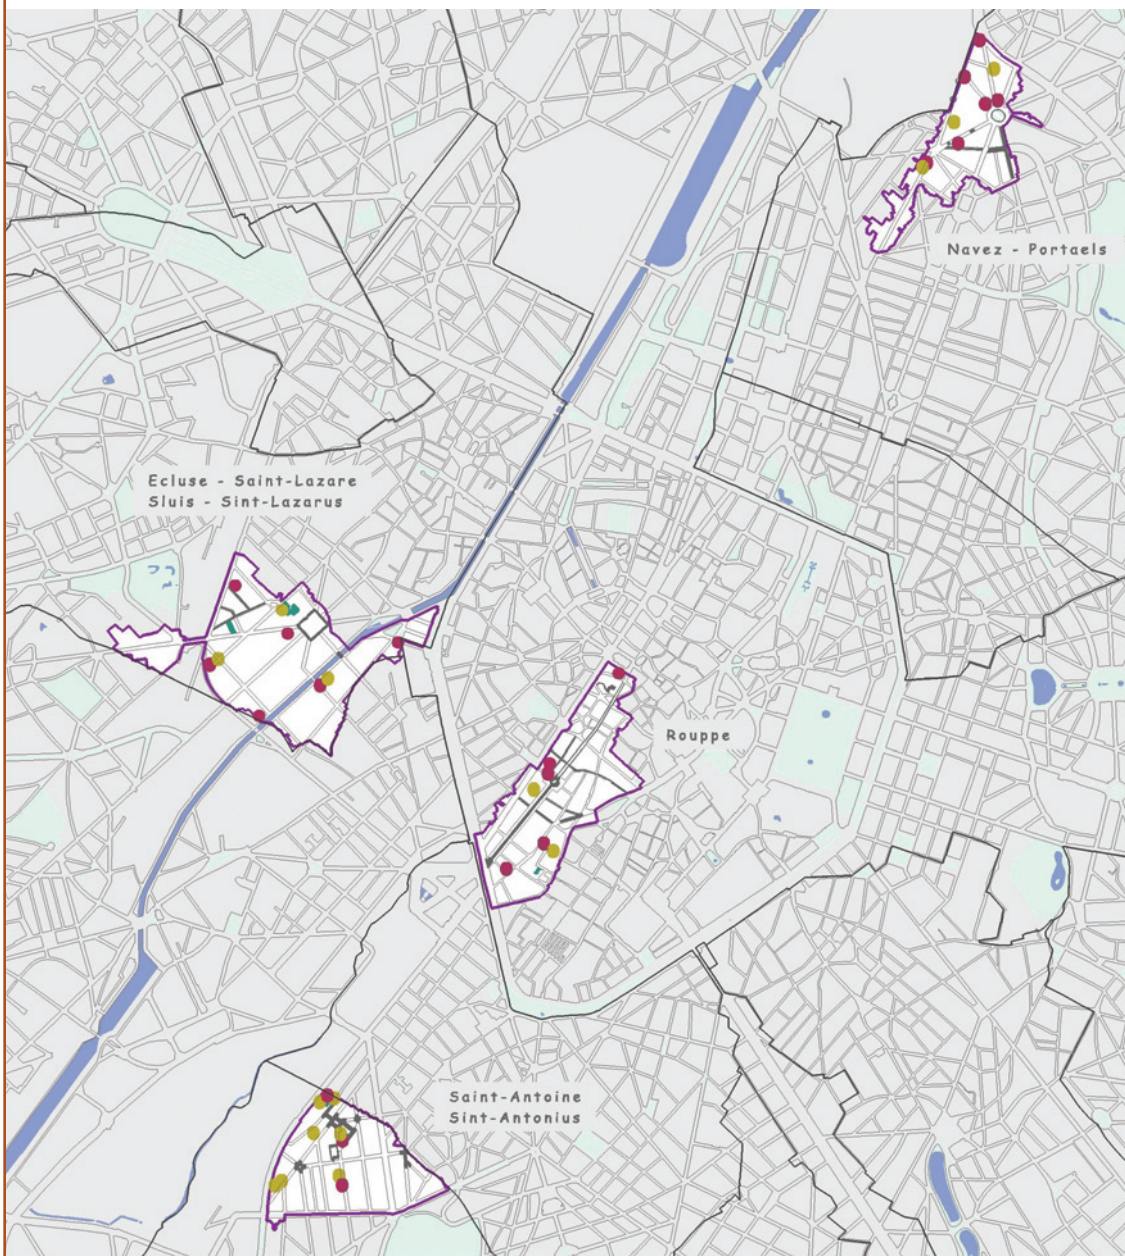 Navez - Portaels
Ecluse - Saint-Lazare
Sluis - Sint-Lazarus
Rouppe
Saint-Antoine
Sint-Antonius